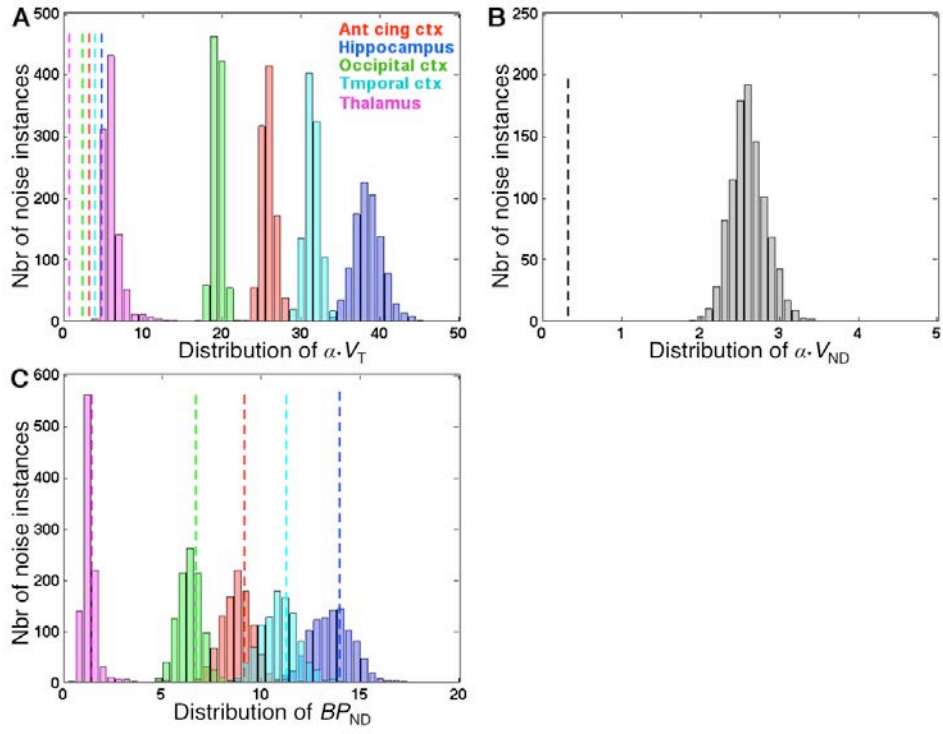 A
500
400
300
200
100
0
Nbr of noise instances
Ant cing ctx
Hippocampus
Occipital ctx
Tmporal ctx
Thalamus
0 10 20 30 40 50
Distribution of α·V_T
B
250
200
150
100
50
0
Nbr of noise instances
0 1 2 3 4 5
Distribution of α·V_ND
C
600
500
400
300
200
100
0
Nbr of noise instances
0 5 10 15 20
Distribution of BP_ND